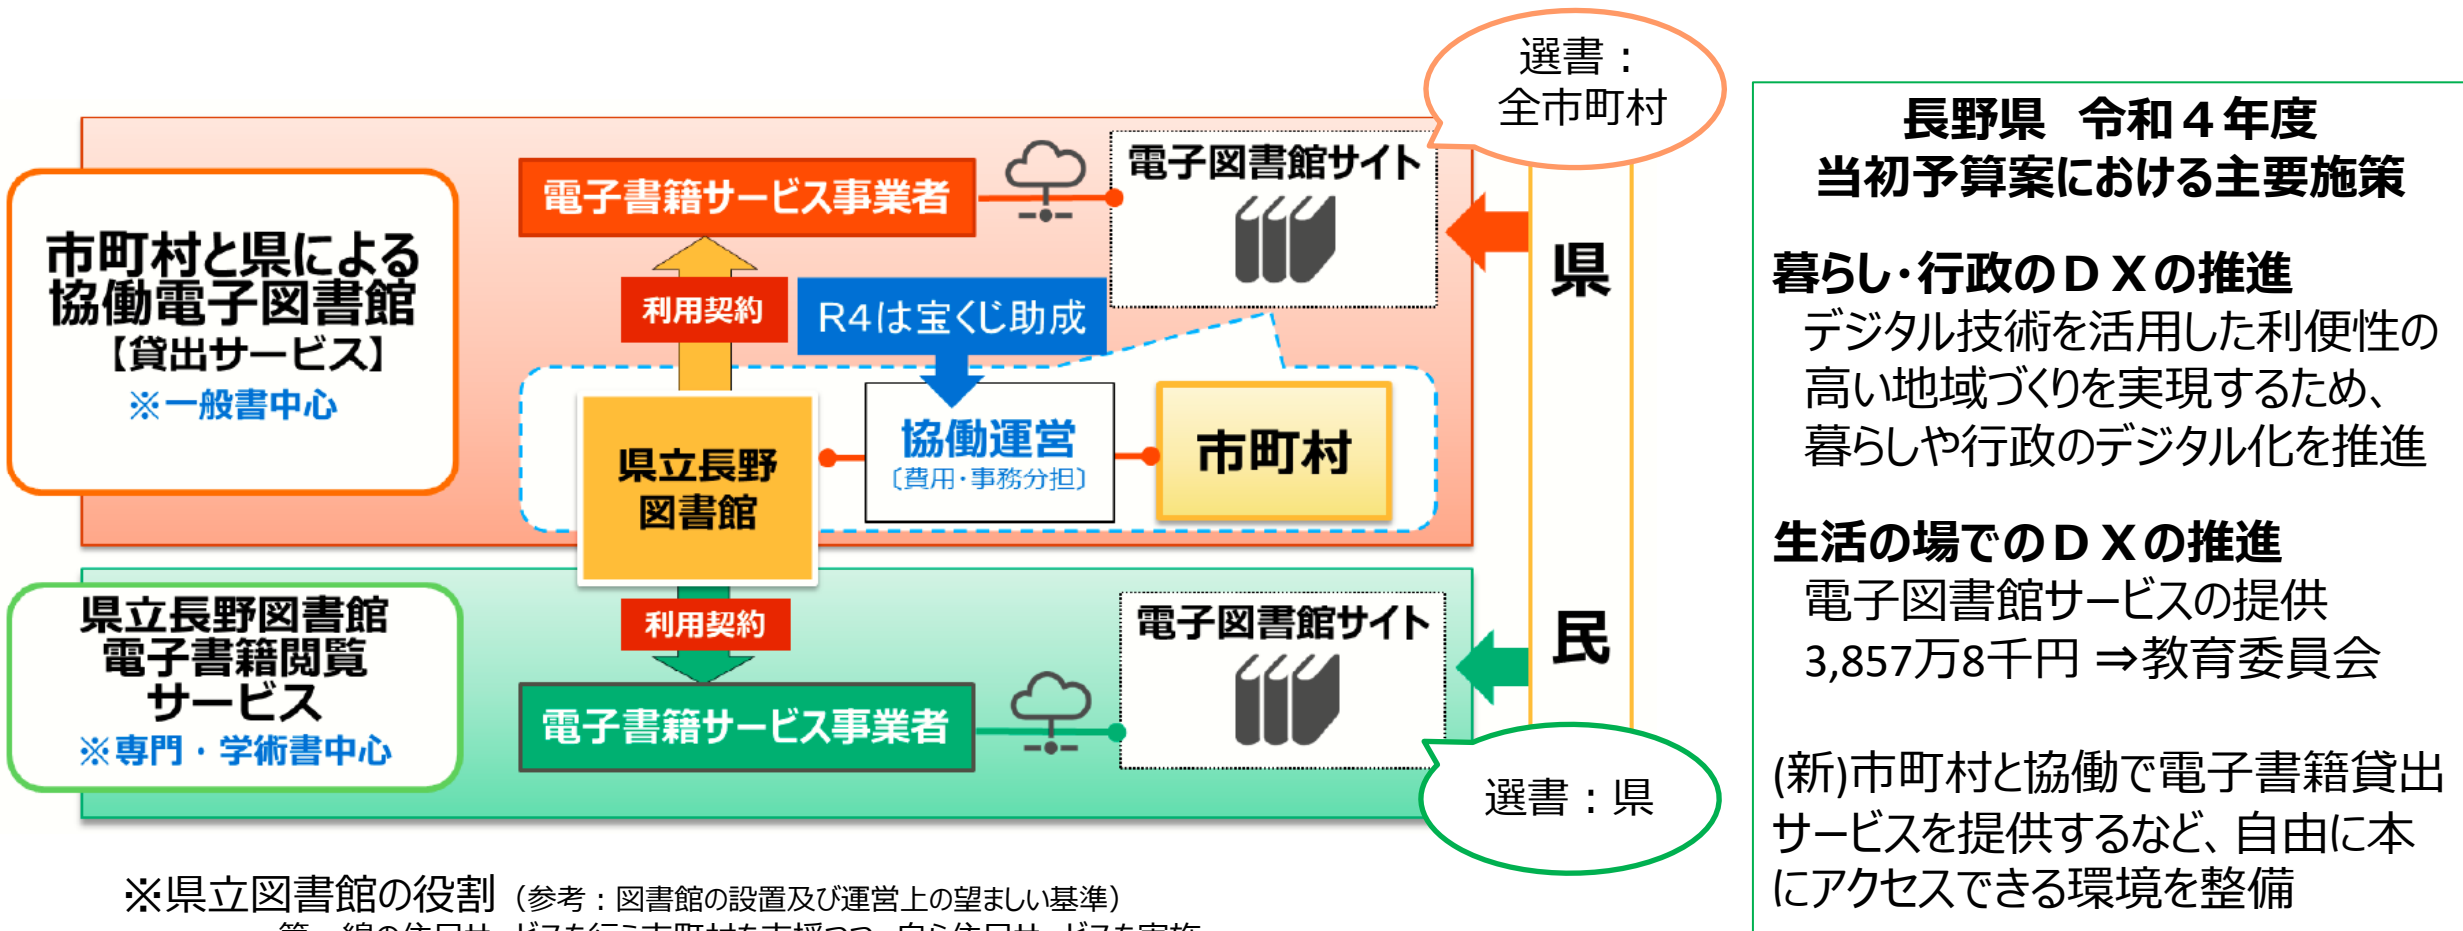 選書：
全市町村
市町村と県による
協働電子図書館
【貸出サービス】
※一般書中心
電子書籍サービス事業者
電子図書館サイト
利用契約
R4は宝くじ助成
県立長野
図書館
協働運営
〔費用・事務分担〕
市町村
県
民
県立長野図書館
電子書籍閲覧
サービス
※専門・学術書中心
利用契約
電子書籍サービス事業者
電子図書館サイト
選書：県
※県立図書館の役割（参考：図書館の設置及び運営上の望ましい基準）
長野県　令和４年度
当初予算案における主要施策
暮らし・行政のＤＸの推進
デジタル技術を活用した利便性の
高い地域づくりを実現するため、
暮らしや行政のデジタル化を推進
生活の場でのＤＸの推進
電子図書館サービスの提供
3,857万8千円 ⇒教育委員会
(新)市町村と協働で電子書籍貸出
サービスを提供するなど、自由に本
にアクセスできる環境を整備